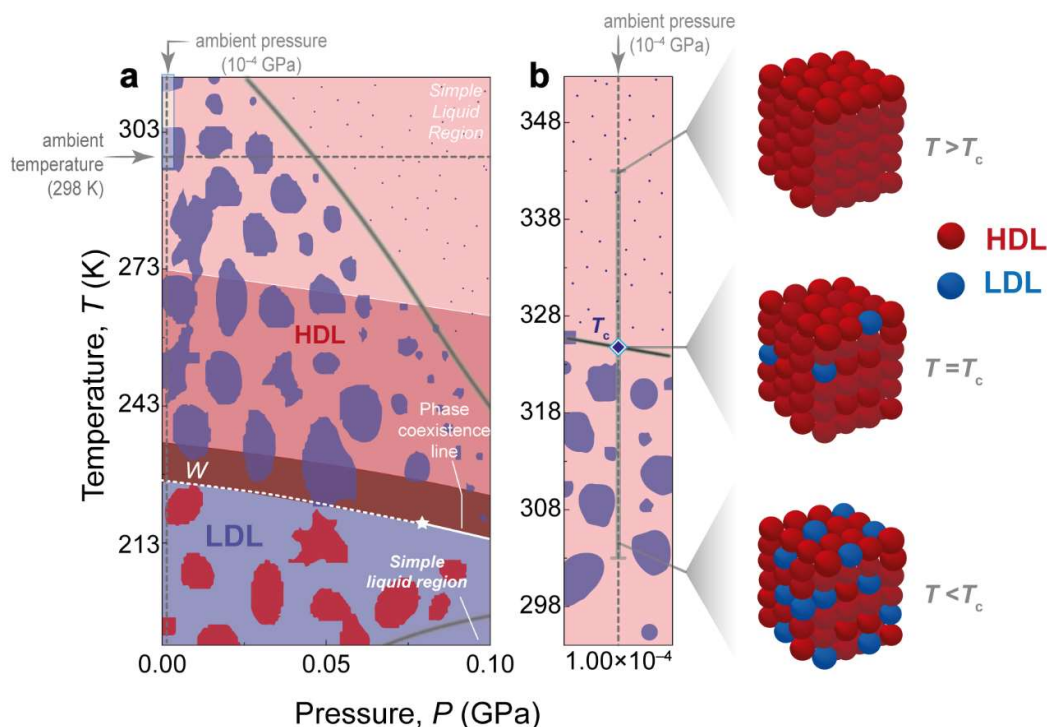 ambient pressure
(10⁻⁴ GPa)
a
Simple
Liquid
Region
303
ambient
temperature
(298 K)
273
HDL
243
Phase
coexistence
line
W
LDL
213
Simple
liquid region
0.00
0.05
0.10
Temperature, T (K)
Pressure, P (GPa)
ambient pressure
(10⁻⁴ GPa)
b
348
338
328
Tc
318
308
298
1.00×10⁻⁴
T >Tc
HDL
LDL
T =Tc
T <Tc